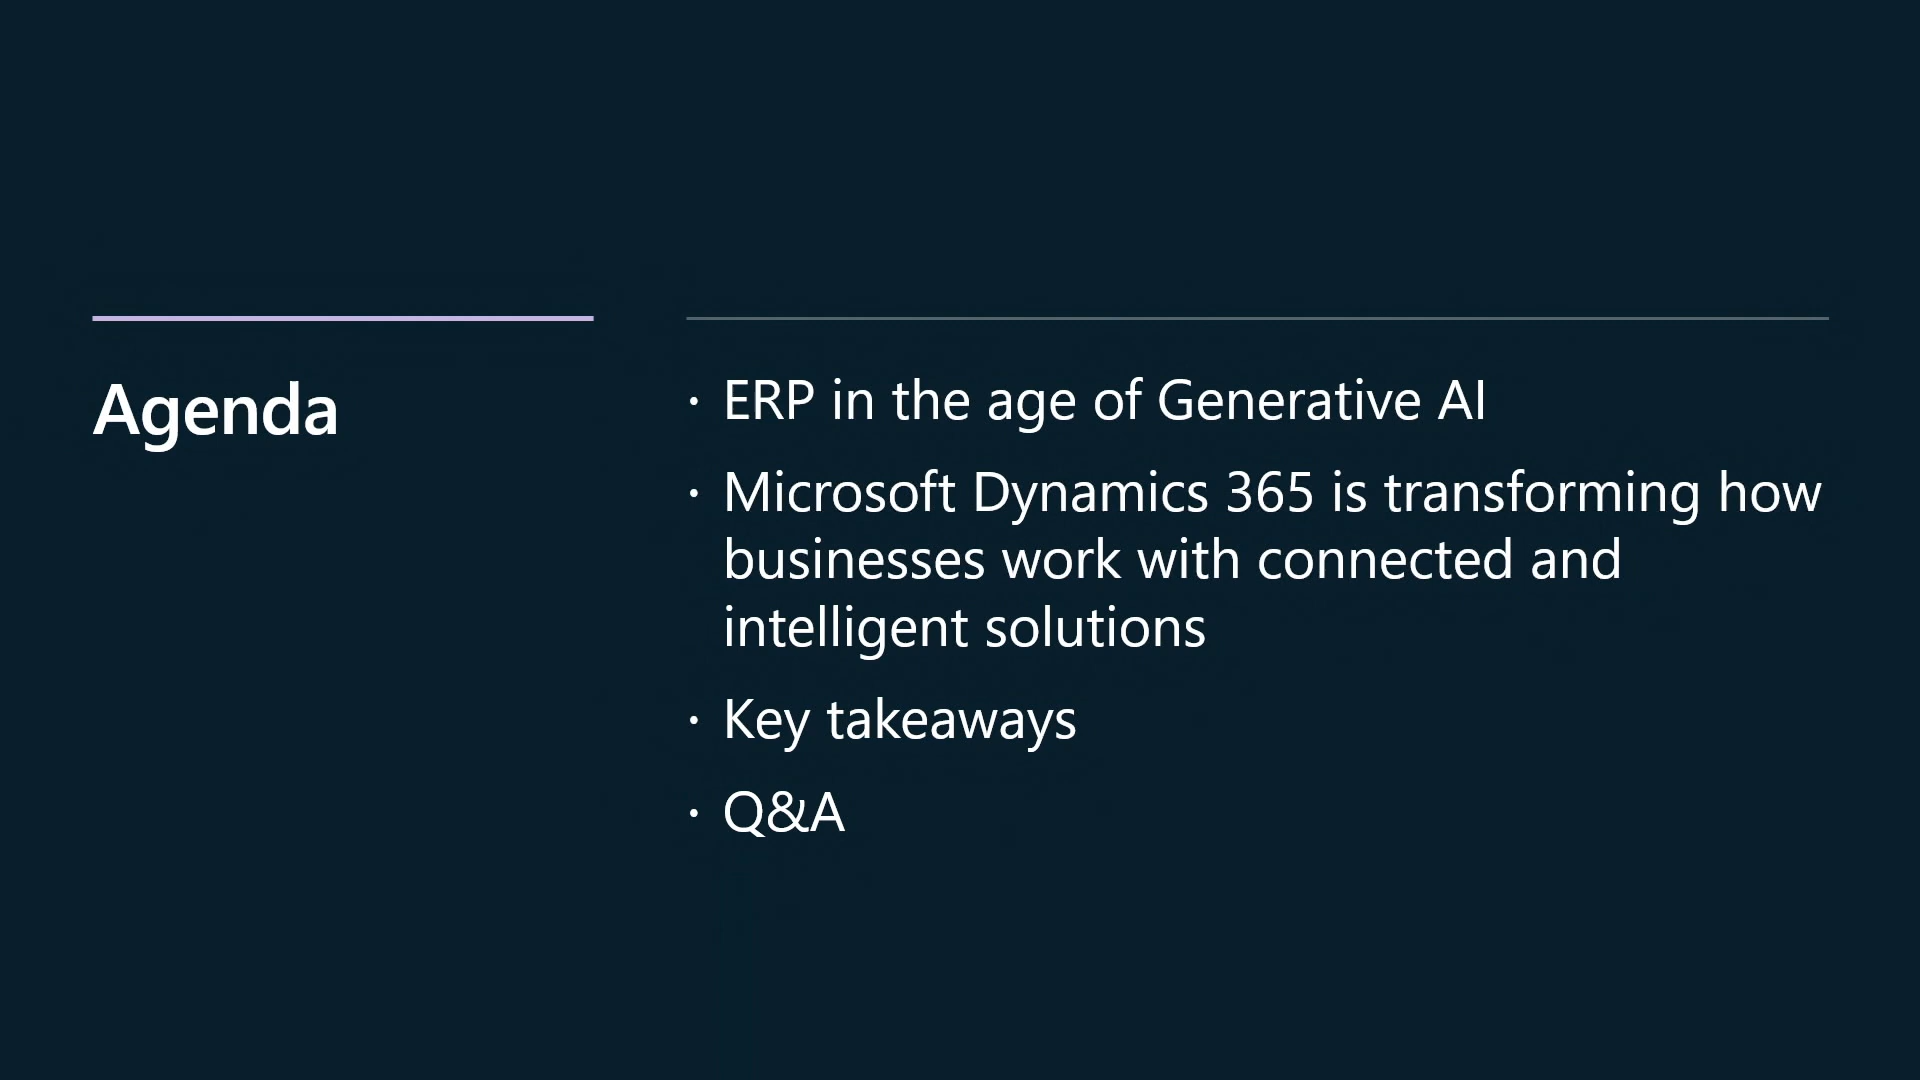 Agenda
· ERP in the age of Generative AI
· Microsoft Dynamics 365 is transforming how
businesses work with connected and
intelligent solutions
· Key takeaways
· Q&A